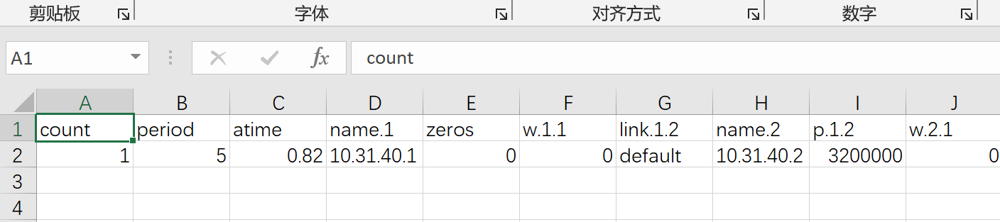 剪贴板 字体 对齐方式 数字
A1 fx count
A B C D E F G H I J
1 count period atime name.1 zeros w.1.1 link.1.2 name.2 p.1.2 w.2.1
2 1 5 0.82 10.31.40.1 0 0 default 10.31.40.2 3200000 0
3
4